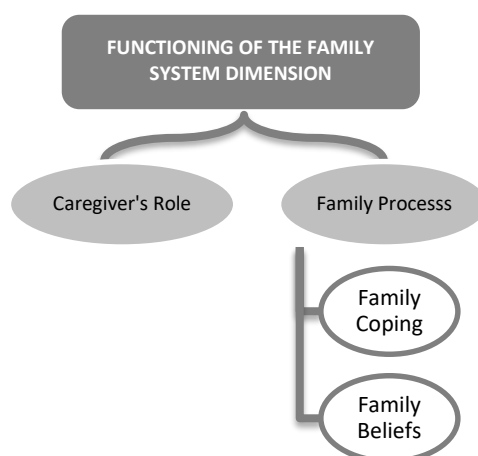 FUNCTIONING OF THE FAMILY
SYSTEM DIMENSION
Caregiver's Role
Family Processs
Family
Coping
Family
Beliefs